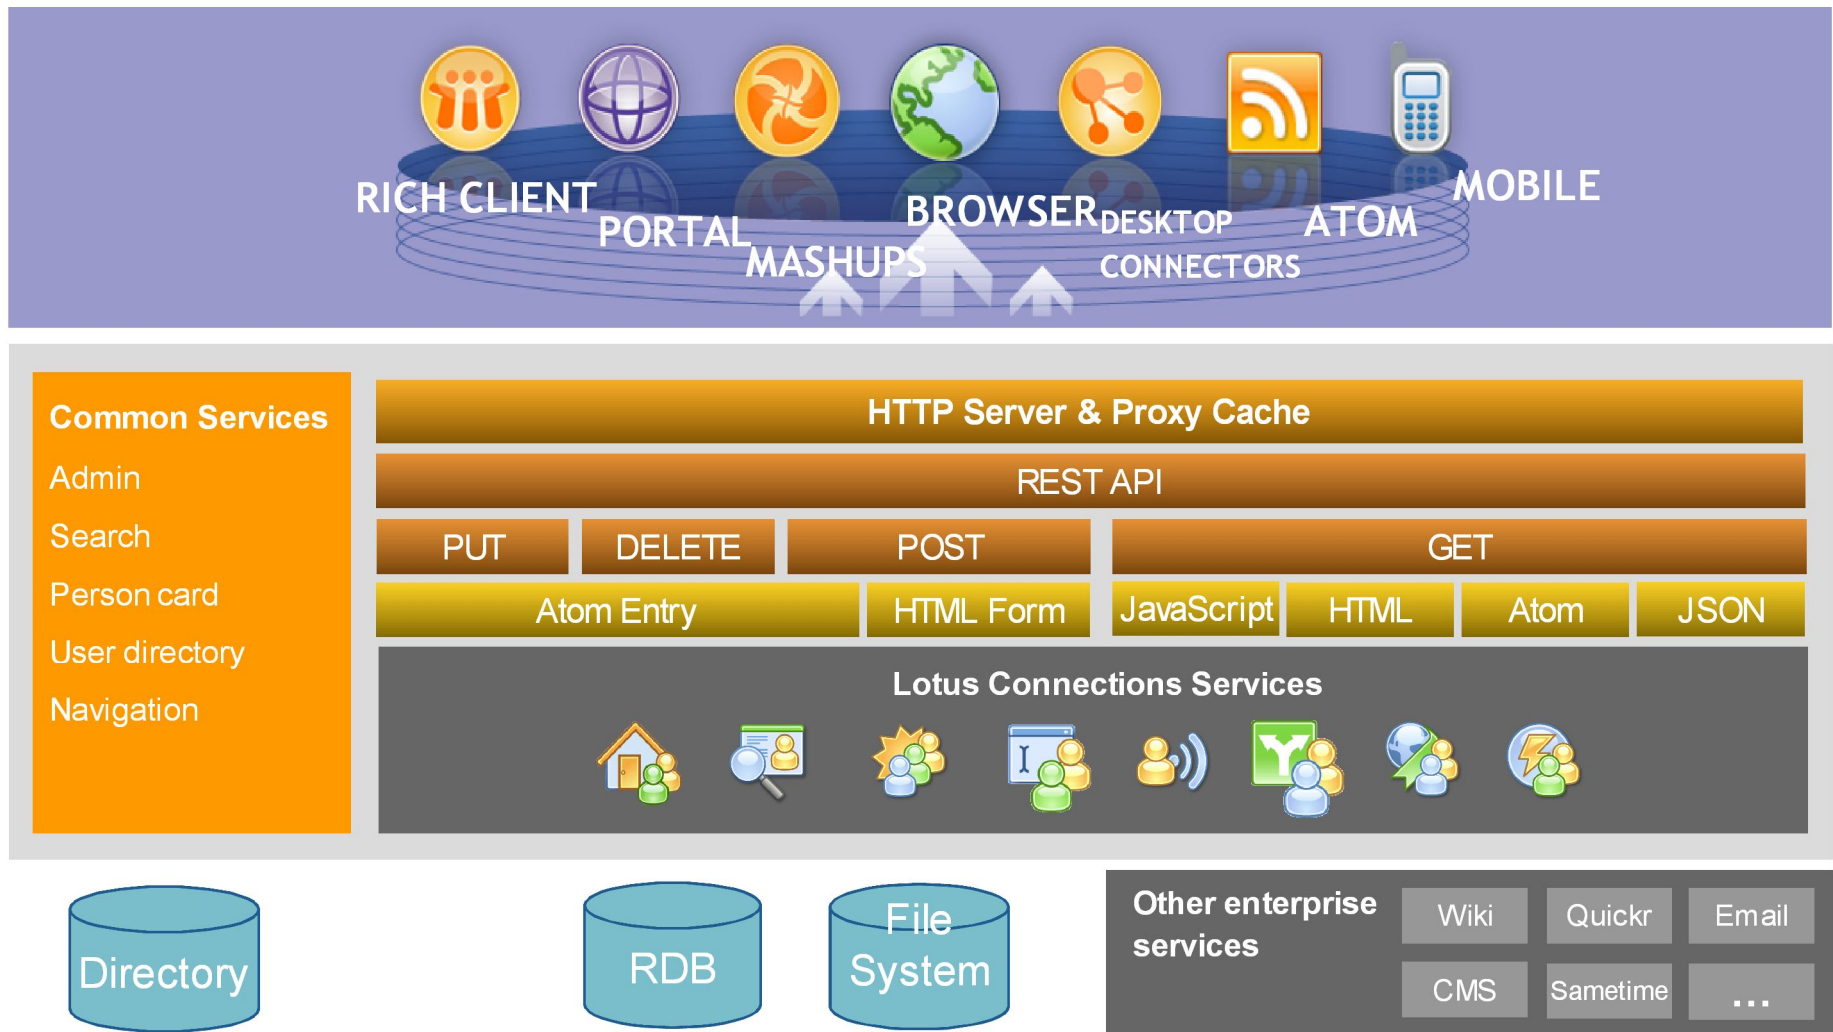 RICH CLIENT
PORTAL
MASHUPS
BROWSER
DESKTOP
CONNECTORS
ATOM
MOBILE
Common Services
Admin
Search
Person card
User directory
Navigation
HTTP Server & Proxy Cache
REST API
PUT DELETE POST GET
Atom Entry HTML Form JavaScript HTML Atom JSON
Lotus Connections Services
Directory
RDB
File
System
Other enterprise
services
Wiki Quickr Email
CMS Sametime ...